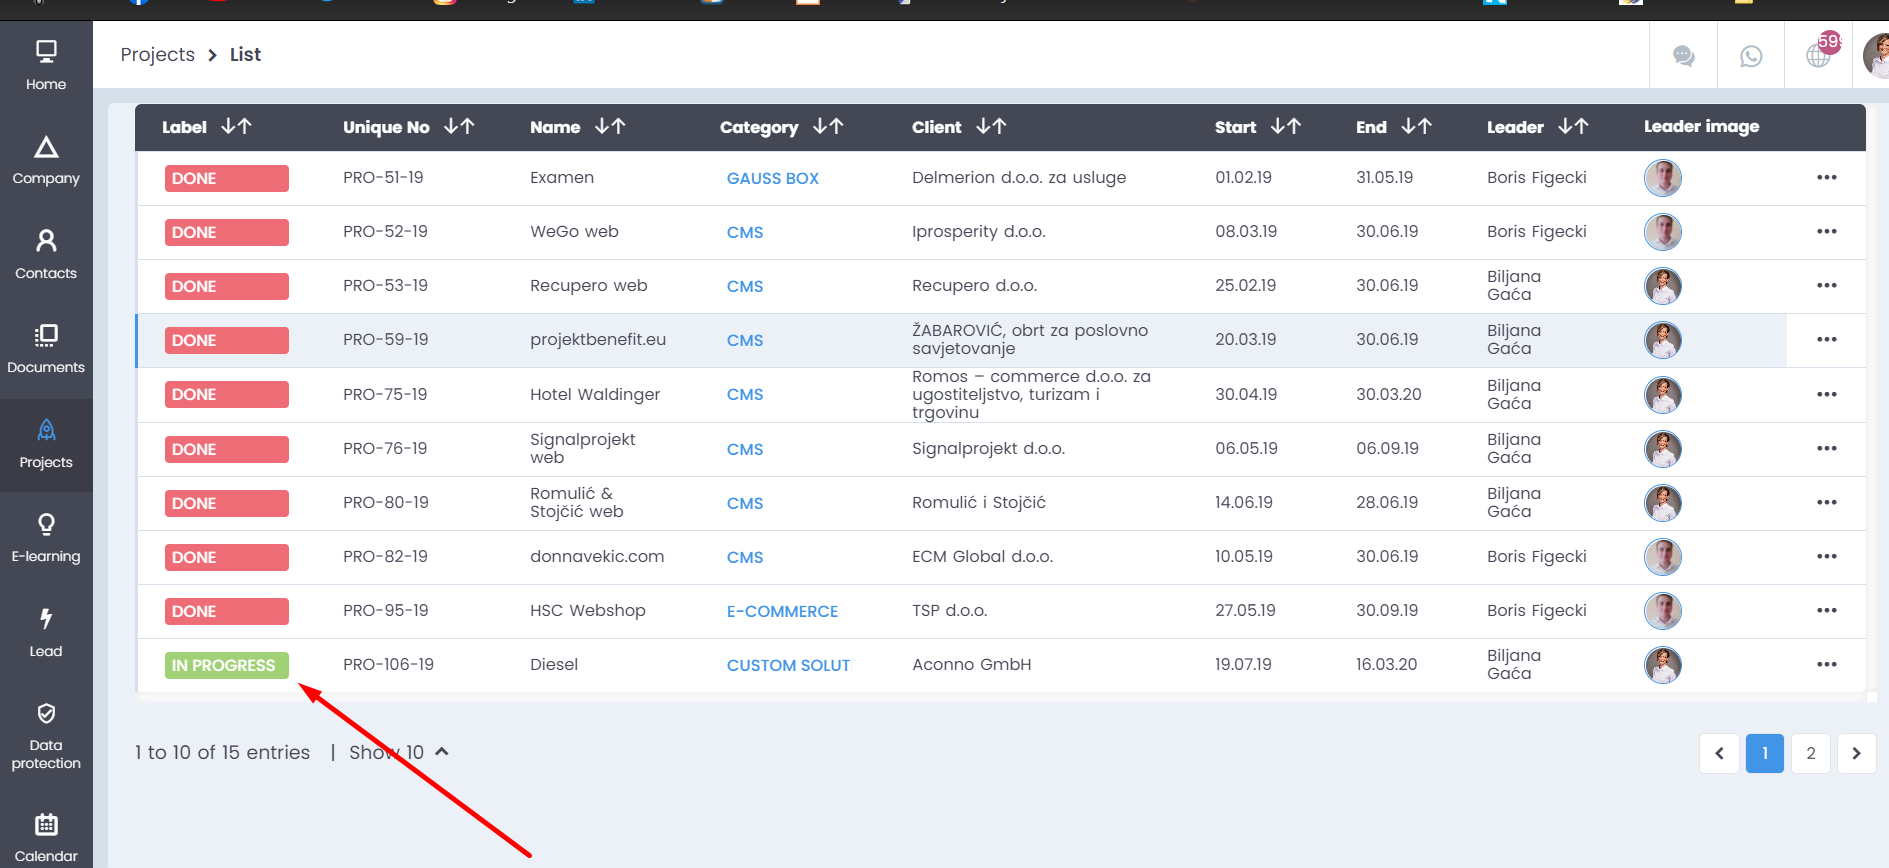 Projects > List
599
Home
Company
Contacts
Documents
Projects
E-learning
Lead
Data
protection
Calendar
Label Unique No Name Category Client Start End Leader Leader image
DONE PRO-51-19 Examen GAUSS BOX Delmerion d.o.o. za usluge 01.02.19 31.05.19 Boris Figecki
DONE PRO-52-19 WeGo web CMS Iprosperity d.o.o. 08.03.19 30.06.19 Boris Figecki
DONE PRO-53-19 Recupero web CMS Recupero d.o.o. 25.02.19 30.06.19 Biljana
Gaća
DONE PRO-59-19 projektbenefit.eu CMS ŽABAROVIĆ, obrt za poslovno
savjetovanje 20.03.19 30.06.19 Biljana
Gaća
DONE PRO-75-19 Hotel Waldinger CMS Romos – commerce d.o.o. za
ugostiteljstvo, turizam i
trgovinu 30.04.19 30.03.20 Biljana
Gaća
DONE PRO-76-19 Signalprojekt
web CMS Signalprojekt d.o.o. 06.05.19 06.09.19 Biljana
Gaća
DONE PRO-80-19 Romulić &
Stojčić web CMS Romulić i Stojčić 14.06.19 28.06.19 Biljana
Gaća
DONE PRO-82-19 donnavekic.com CMS ECM Global d.o.o. 10.05.19 30.06.19 Boris Figecki
DONE PRO-95-19 HSC Webshop E-COMMERCE TSP d.o.o. 27.05.19 30.09.19 Boris Figecki
IN PROGRESS PRO-106-19 Diesel CUSTOM SOLUT Aconno GmbH 19.07.19 16.03.20 Biljana
Gaća
1 to 10 of 15 entries | Show 10
1 2